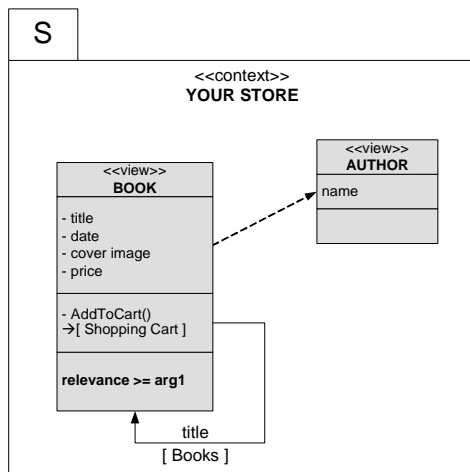 S
<<context>>
YOUR STORE
<<view>>
BOOK
- title
- date
- cover image
- price
- AddToCart()
→[ Shopping Cart ]
relevance >= arg1
title
[ Books ]
<<view>>
AUTHOR
name